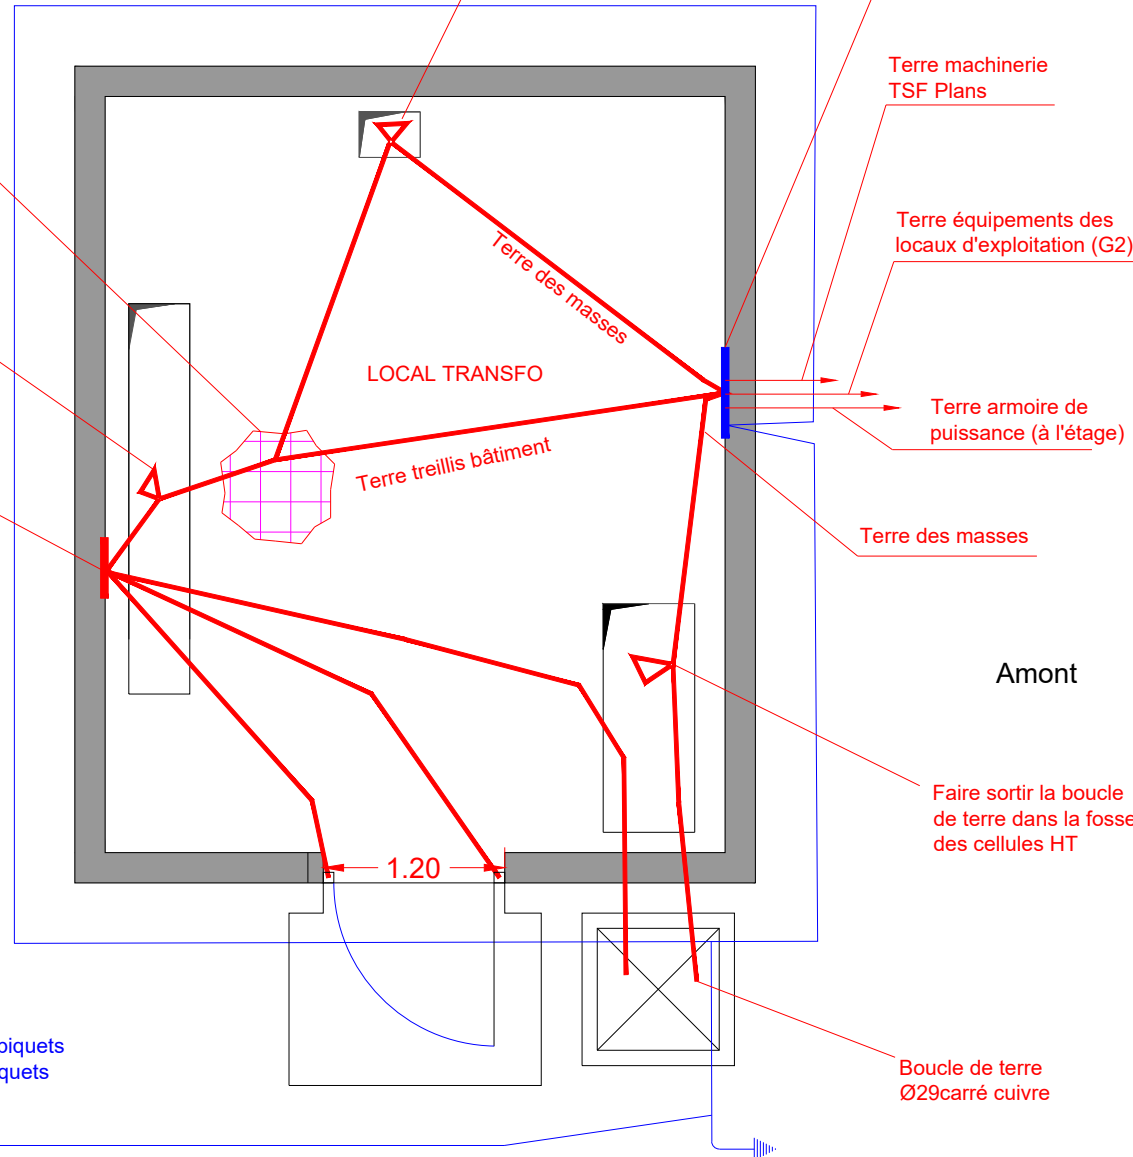 Terre machinerie
TSF Plans
Terre équipements des
locaux d'exploitation (G2)
Terre des masses
LOCAL TRANSFO
Terre armoire de
puissance (à l'étage)
Terre treillis bâtiment
Terre des masses
Amont
Faire sortir la boucle
de terre dans la fosse
des cellules HT
1.20
piquets
quets
Boucle de terre
Ø29carré cuivre